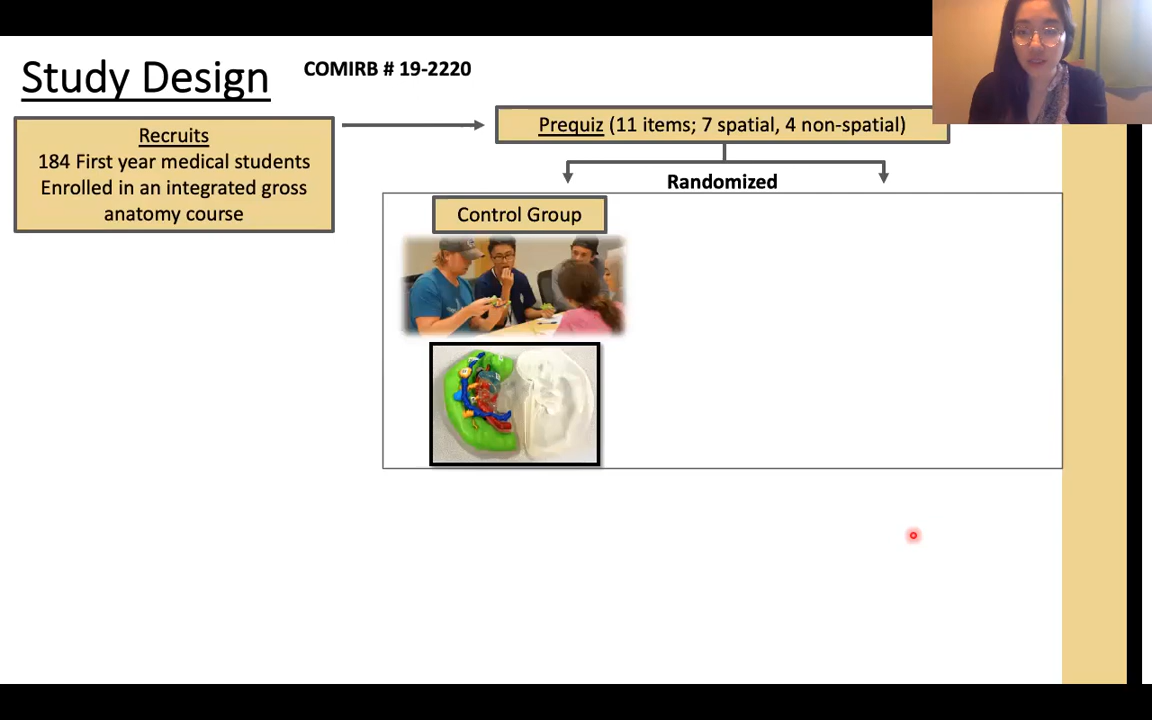 Study Design
COMIRB # 19-2220
Recruits
184 First year medical students
Enrolled in an integrated gross
anatomy course
Prequiz (11 items; 7 spatial, 4 non-spatial)
Randomized
Control Group